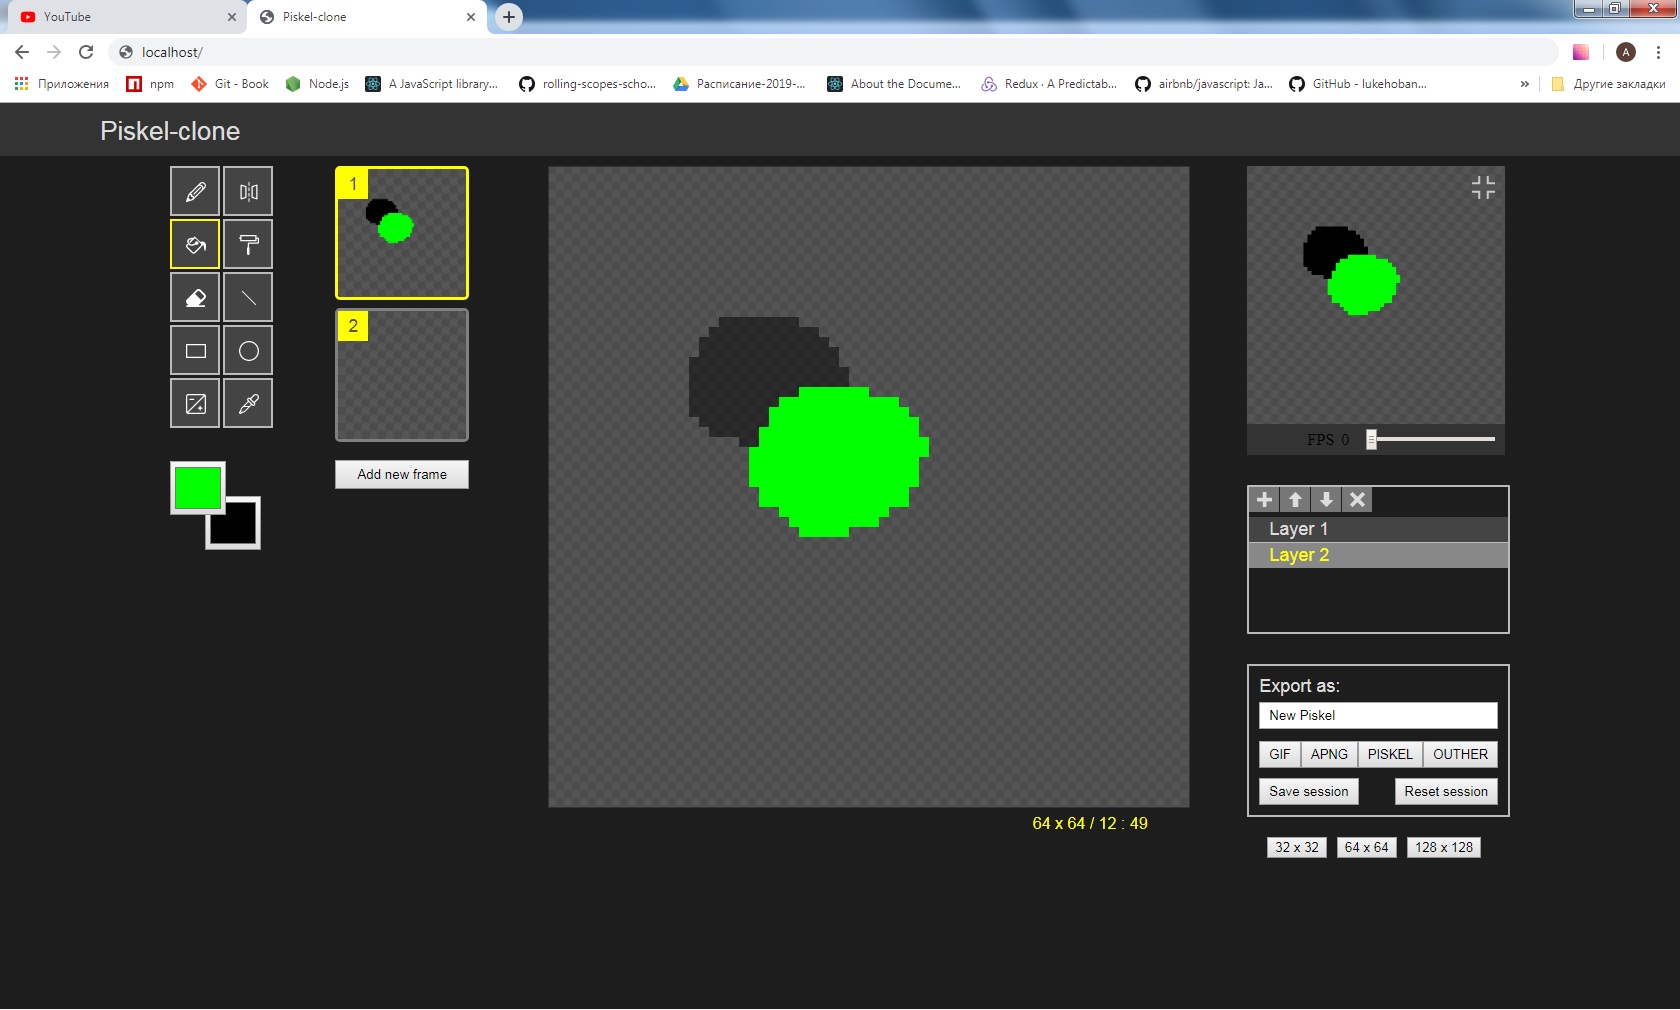 YouTube
Piskel-clone
localhost/
A
Приложения
npm
Git - Book
Node.js
A JavaScript library...
rolling-scopes-scho...
Расписание-2019-...
About the Docume...
Redux · A Predictab...
airbnb/javascript: Ja...
GitHub - lukehoban...
»
Другие закладки
Piskel-clone
1
2
Add new frame
64 x 64 / 12 : 49
FPS 0
Layer 1
Layer 2
Export as:
New Piskel
GIF APNG PISKEL OUTHER
Save session Reset session
32 x 32 64 x 64 128 x 128